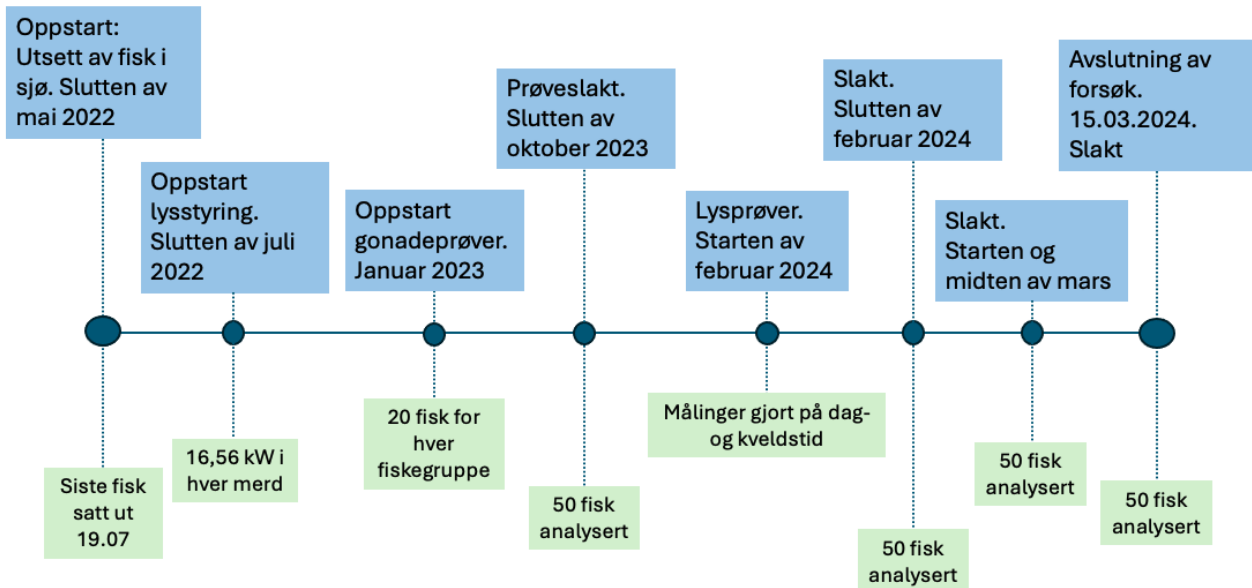 Oppstart:
Utsett av fisk i
sjø. Slutten av
mai 2022
Oppstart
lysstyring.
Slutten av juli
2022
Oppstart
gonadeprøver.
Januar 2023
Prøveslakt.
Slutten av
oktober 2023
Lysprøver.
Starten av
februar 2024
Slakt.
Slutten av
februar 2024
Slakt.
Starten og
midten av mars
Avslutning av
forsøk.
15.03.2024.
Slakt
Siste fisk
satt ut
19.07
16,56 kW i
hver merd
20 fisk for
hver
fiskegruppe
50 fisk
analysert
Målinger gjort på dag-
og kveldstid
50 fisk
analysert
50 fisk
analysert
50 fisk
analysert